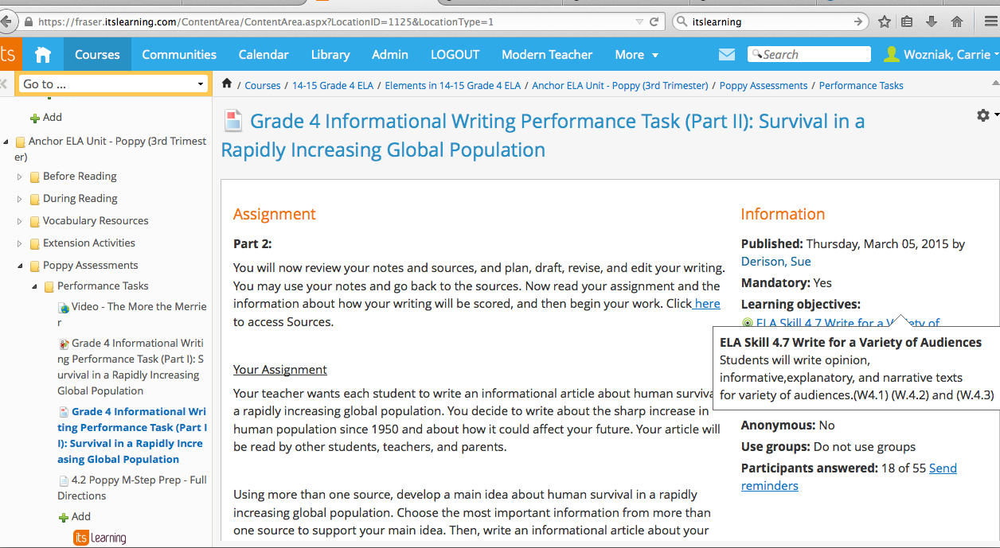 https://fraser.itslearning.com/ContentArea/ContentArea.aspx?LocationID=1125&LocationType=1
itslearning
ts
Courses
Communities
Calendar
Library
Admin
LOGOUT
Modern Teacher
More
Search
Wozniak, Carrie
Go to ...
/ Courses / 14-15 Grade 4 ELA / Elements in 14-15 Grade 4 ELA / Anchor ELA Unit - Poppy (3rd Trimester) / Poppy Assessments / Performance Tasks
Add
Anchor ELA Unit - Poppy (3rd Trimest
er)
Before Reading
During Reading
Vocabulary Resources
Extension Activities
Poppy Assessments
Performance Tasks
Video - The More the Merrie
r
Grade 4 Informational Writi
ng Performance Task (Part I): S
urvival in a Rapidly Increasing
Global Population
Grade 4 Informational Wri
ting Performance Task (Part I
I): Survival in a Rapidly Incre
asing Global Population
4.2 Poppy M-Step Prep - Full
Directions
Add
its Learning
Grade 4 Informational Writing Performance Task (Part II): Survival in a
Rapidly Increasing Global Population
Assignment
Part 2:
You will now review your notes and sources, and plan, draft, revise, and edit your writing.
You may use your notes and go back to the sources. Now read your assignment and the
information about how your writing will be scored, and then begin your work. Click here
to access Sources.
Your Assignment
Your teacher wants each student to write an informational article about human surviva
a rapidly increasing global population. You decide to write about the sharp increase in
human population since 1950 and about how it could affect your future. Your article will
be read by other students, teachers, and parents.
Using more than one source, develop a main idea about human survival in a rapidly
increasing global population. Choose the most important information from more than
one source to support your main idea. Then, write an informational article about your
Information
Published: Thursday, March 05, 2015 by
Derison, Sue
Mandatory: Yes
Learning objectives:
ELA Skill 4.7 Write for a Variety of
ELA Skill 4.7 Write for a Variety of Audiences
Students will write opinion,
informative,explanatory, and narrative texts
for variety of audiences.(W4.1) (W.4.2) and (W.4.3)
Anonymous: No
Use groups: Do not use groups
Participants answered: 18 of 55 Send
reminders